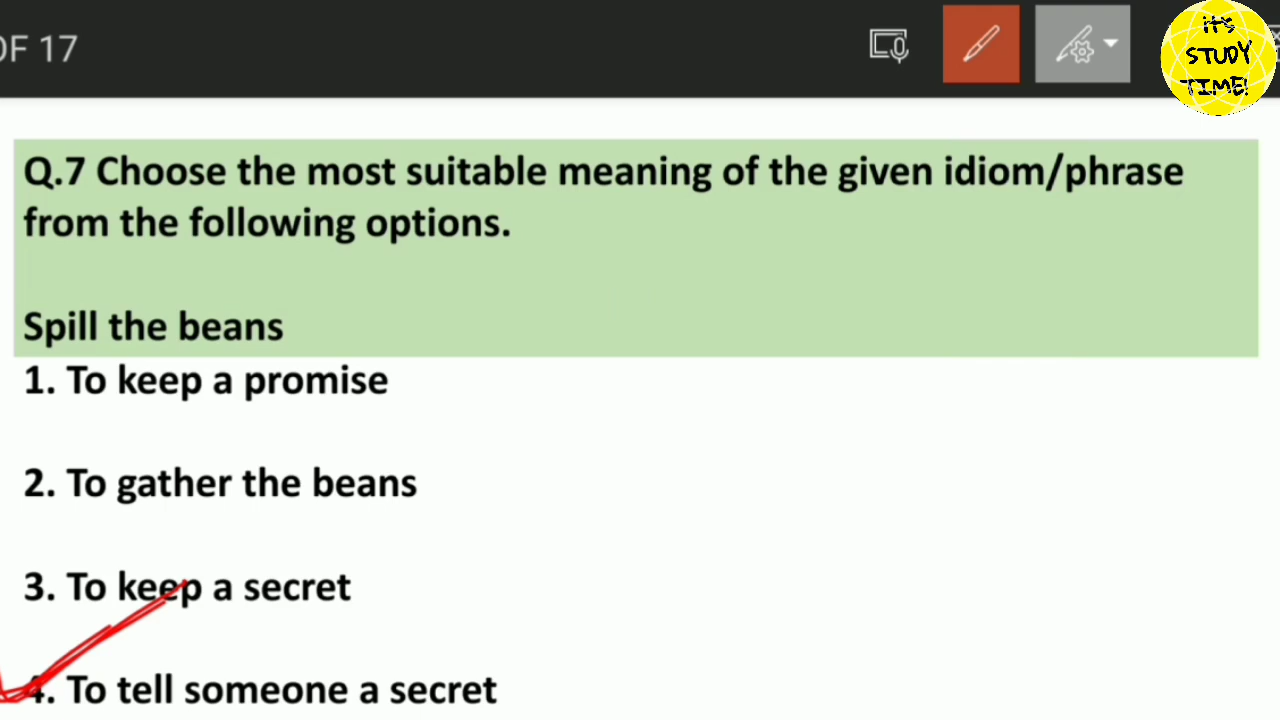 OF 17
it's
STUDY
TIME!
Q.7 Choose the most suitable meaning of the given idiom/phrase
from the following options.
Spill the beans
1. To keep a promise
2. To gather the beans
3. To keep a secret
4. To tell someone a secret